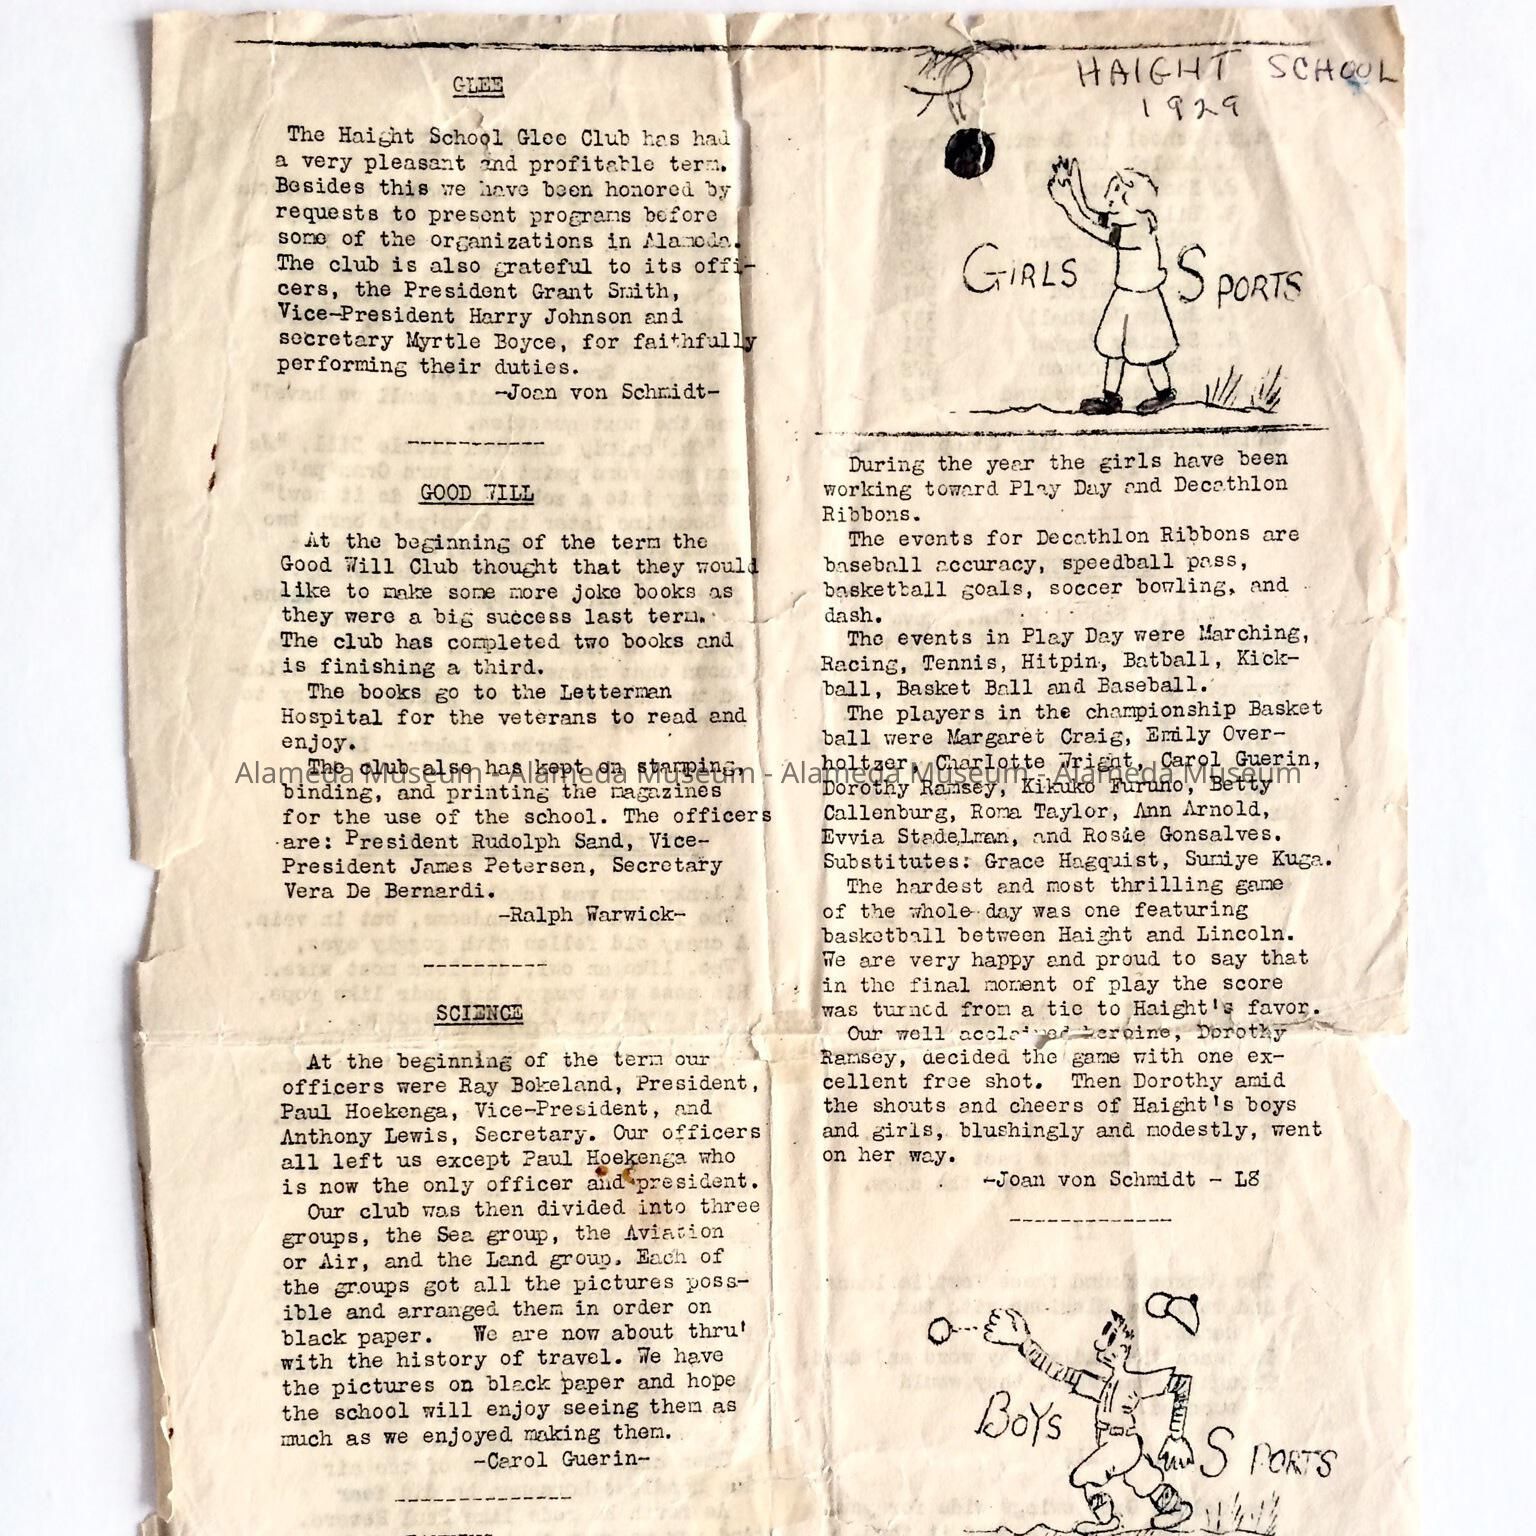 HAIGHT SCHOOL
1929
GLEE
The Haight School Glee Club has had
a very pleasant and profitable term.
Besides this we have been honored by
requests to present programs before
some of the organizations in Alameda.
The club is also grateful to its offi-
cers, the President Grant Smith,
Vice-President Harry Johnson and
secretary Myrtle Boyce, for faithfully
performing their duties.
-Joan von Schmidt-
GOOD WILL
At the beginning of the term the
Good Will Club thought that they would
like to make some more joke books as
they were a big success last term.
The club has completed two books and
is finishing a third.
The books go to the Letterman
Hospital for the veterans to read and
enjoy.
The club also has kept on stamping,
binding, and printing the magazines
for the use of the school. The officers
are: President Rudolph Sand, Vice-
President James Petersen, Secretary
Vera De Bernardi.
-Ralph Warwick-
SCIENCE
At the beginning of the term our
officers were Ray Bokeland, President,
Paul Hoekenga, Vice-President, and
Anthony Lewis, Secretary. Our officers
all left us except Paul Hoekenga who
is now the only officer and president.
Our club was then divided into three
groups, the Sea group, the Aviation
or Air, and the Land group. Each of
the groups got all the pictures poss-
ible and arranged them in order on
black paper. We are now about thru'
with the history of travel. We have
the pictures on black paper and hope
the school will enjoy seeing them as
much as we enjoyed making them.
-Carol Guerin-
GIRLS SPORTS
During the year the girls have been
working toward Play Day and Decathlon
Ribbons.
The events for Decathlon Ribbons are
baseball accuracy, speedball pass,
basketball goals, soccer bowling, and
dash.
The events in Play Day were Marching,
Racing, Tennis, Hitpin, Batball, Kick-
ball, Basket Ball and Baseball.
The players in the championship Basket
ball were Margaret Craig, Emily Over-
holtzer, Charlotte Wright, Carol Guerin,
Dorothy Ramsey, Kikuko Furuno, Betty
Callenburg, Roma Taylor, Ann Arnold,
Evvia Stadelman, and Rosie Gonsalves.
Substitutes: Grace Hagquist, Sumiye Kuga.
The hardest and most thrilling game
of the whole day was one featuring
basketball between Haight and Lincoln.
We are very happy and proud to say that
in the final moment of play the score
was turned from a tie to Haight's favor.
Our well acclaimed heroine, Dorothy
Ramsey, decided the game with one ex-
cellent free shot. Then Dorothy amid
the shouts and cheers of Haight's boys
and girls, blushingly and modestly, went
on her way.
-Joan von Schmidt - L8
BOYS SPORTS
Alameda Museum - Alameda Museum - Alameda Museum - Alameda Museum